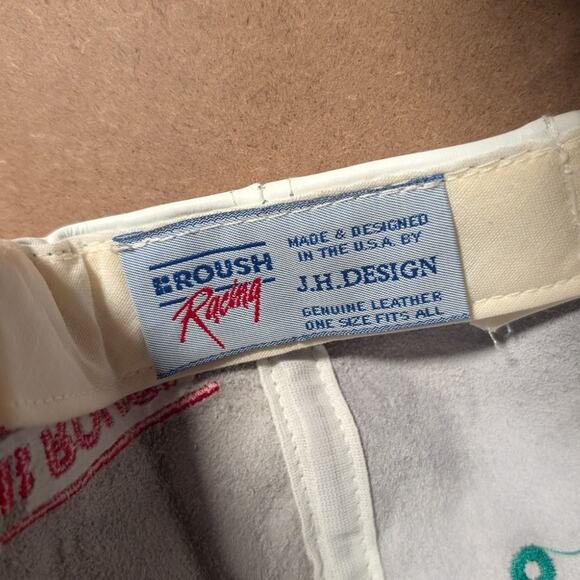 ROUSH
Racing
MADE & DESIGNED
IN THE U.S.A. BY
J.H.DESIGN
GENUINE LEATHER
ONE SIZE FITS ALL